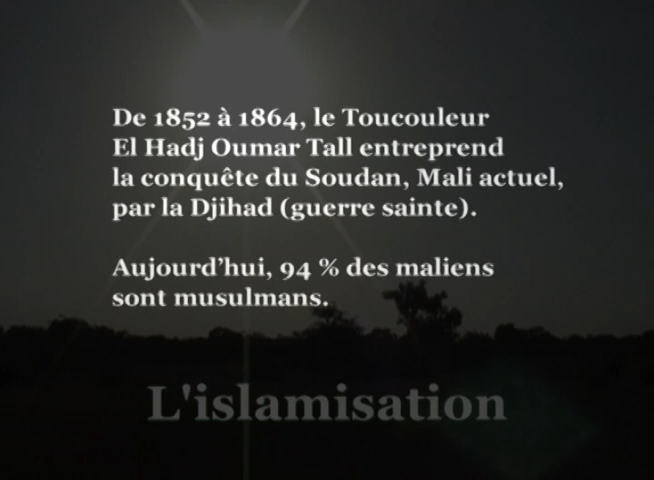 De 1852 à 1864, le Toucouleur
El Hadj Oumar Tall entreprend
la conquête du Soudan, Mali actuel,
par la Djihad (guerre sainte).
Aujourd’hui, 94 % des maliens
sont musulmans.
L'islamisation